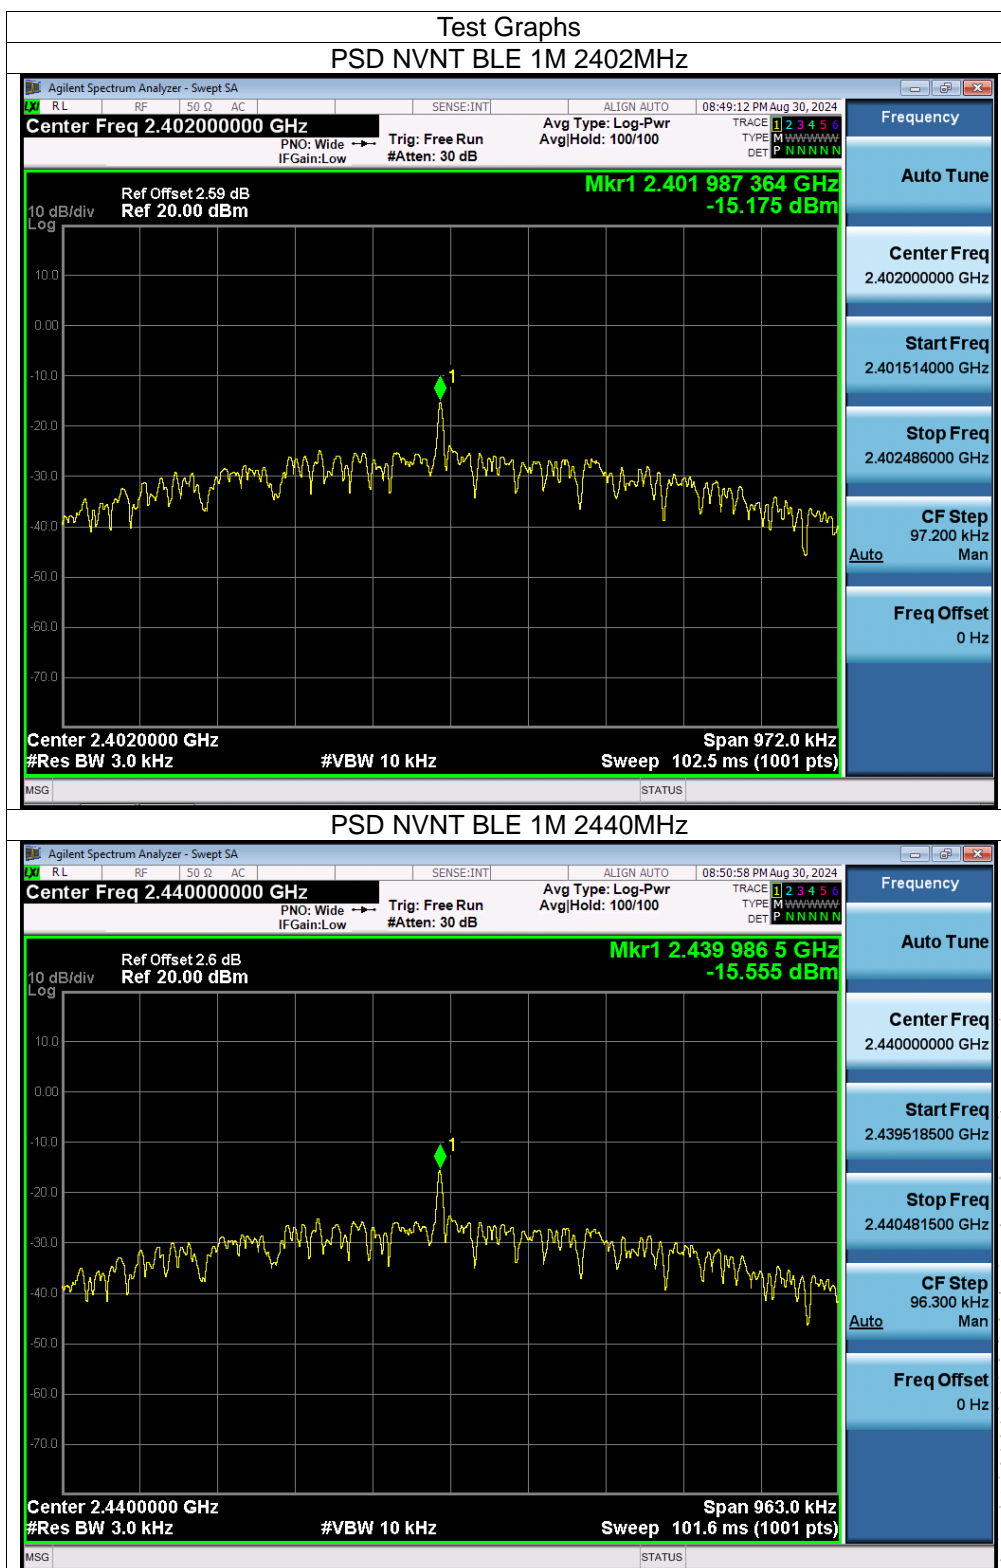 Test Graphs
PSD NVNT BLE 1M 2402MHz
Agilent Spectrum Analyzer - Swept SA
LXI RL RF 50 Ω AC SENSE:INT ALIGN AUTO 08:49:12 PM Aug 30, 2024
Center Freq 2.402000000 GHz
PNO: Wide
IFGain:Low
Trig: Free Run
#Atten: 30 dB
Avg Type: Log-Pwr
Avg|Hold: 100/100
TRACE 1 2 3 4 5 6
TYPE M WWWWW
DET P N N N N N
Frequency
Auto Tune
Center Freq
2.402000000 GHz
Start Freq
2.401514000 GHz
Stop Freq
2.402486000 GHz
CF Step
97.200 kHz
Auto Man
Freq Offset
0 Hz
Mkr1 2.401 987 364 GHz
-15.175 dBm
Ref Offset 2.59 dB
10 dB/div Ref 20.00 dBm
Log
10.0
0.00
-10.0
-20.0
-30.0
-40.0
-50.0
-60.0
-70.0
1
Center 2.4020000 GHz Span 972.0 kHz
#Res BW 3.0 kHz #VBW 10 kHz Sweep 102.5 ms (1001 pts)
MSG STATUS
PSD NVNT BLE 1M 2440MHz
Agilent Spectrum Analyzer - Swept SA
LXI RL RF 50 Ω AC SENSE:INT ALIGN AUTO 08:50:58 PM Aug 30, 2024
Center Freq 2.440000000 GHz
PNO: Wide
IFGain:Low
Trig: Free Run
#Atten: 30 dB
Avg Type: Log-Pwr
Avg|Hold: 100/100
TRACE 1 2 3 4 5 6
TYPE M WWWWW
DET P N N N N N
Frequency
Auto Tune
Center Freq
2.440000000 GHz
Start Freq
2.439518500 GHz
Stop Freq
2.440481500 GHz
CF Step
96.300 kHz
Auto Man
Freq Offset
0 Hz
Mkr1 2.439 986 5 GHz
-15.555 dBm
Ref Offset 2.6 dB
10 dB/div Ref 20.00 dBm
Log
10.0
0.00
-10.0
-20.0
-30.0
-40.0
-50.0
-60.0
-70.0
1
Center 2.4400000 GHz Span 963.0 kHz
#Res BW 3.0 kHz #VBW 10 kHz Sweep 101.6 ms (1001 pts)
MSG STATUS